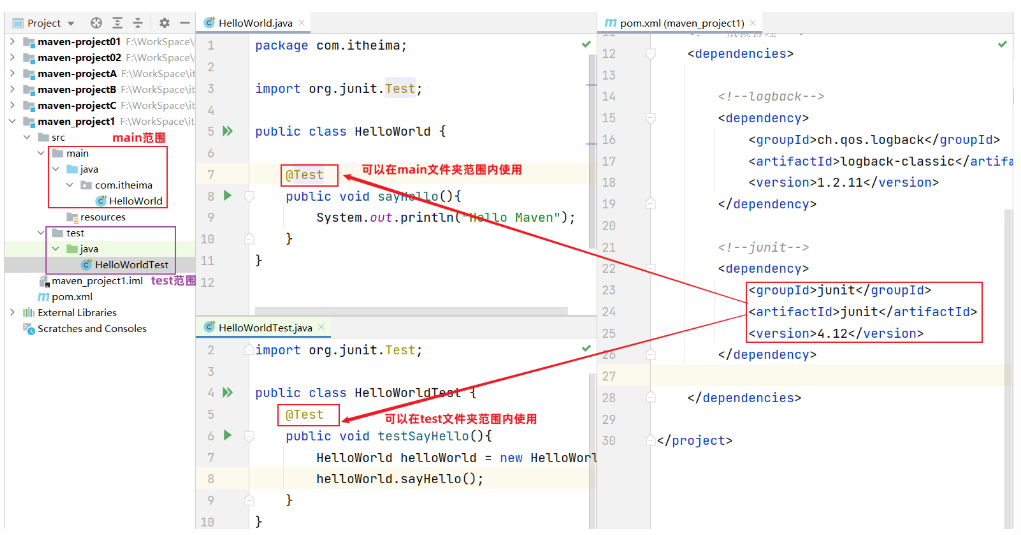 Project
maven-project01 F:\WorkSpace\it
maven-project02 F:\WorkSpace\it
maven-projectA F:\WorkSpace\it
maven-projectB F:\WorkSpace\it
maven-projectC F:\WorkSpace\it
maven_project1 F:\WorkSpace\it
src
main范围
main
java
com.itheima
HelloWorld
resources
test
java
HelloWorldTest
maven_project1.iml
test范围
pom.xml
External Libraries
Scratches and Consoles
HelloWorld.java
1 package com.itheima;
2
3 import org.junit.Test;
4
5 public class HelloWorld {
6
7 @Test
可以在main文件夹范围内使用
8 public void sayHello(){
9 System.out.println("Hello Maven");
10 }
11 }
12
HelloWorldTest.java
2 import org.junit.Test;
3
4 public class HelloWorldTest {
5 @Test
可以在test文件夹范围内使用
6 public void testSayHello(){
7 HelloWorld helloWorld = new HelloWorl
8 helloWorld.sayHello();
9 }
10 }
pom.xml (maven_project1)
12 <dependencies>
13
14 <!--logback-->
15 <dependency>
16 <groupId>ch.qos.logback</groupId>
17 <artifactId>logback-classic</artifa
18 <version>1.2.11</version>
19 </dependency>
20
21 <!--junit-->
22 <dependency>
23 <groupId>junit</groupId>
24 <artifactId>junit</artifactId>
25 <version>4.12</version>
26 </dependency>
27
28 </dependencies>
29
30 </project>